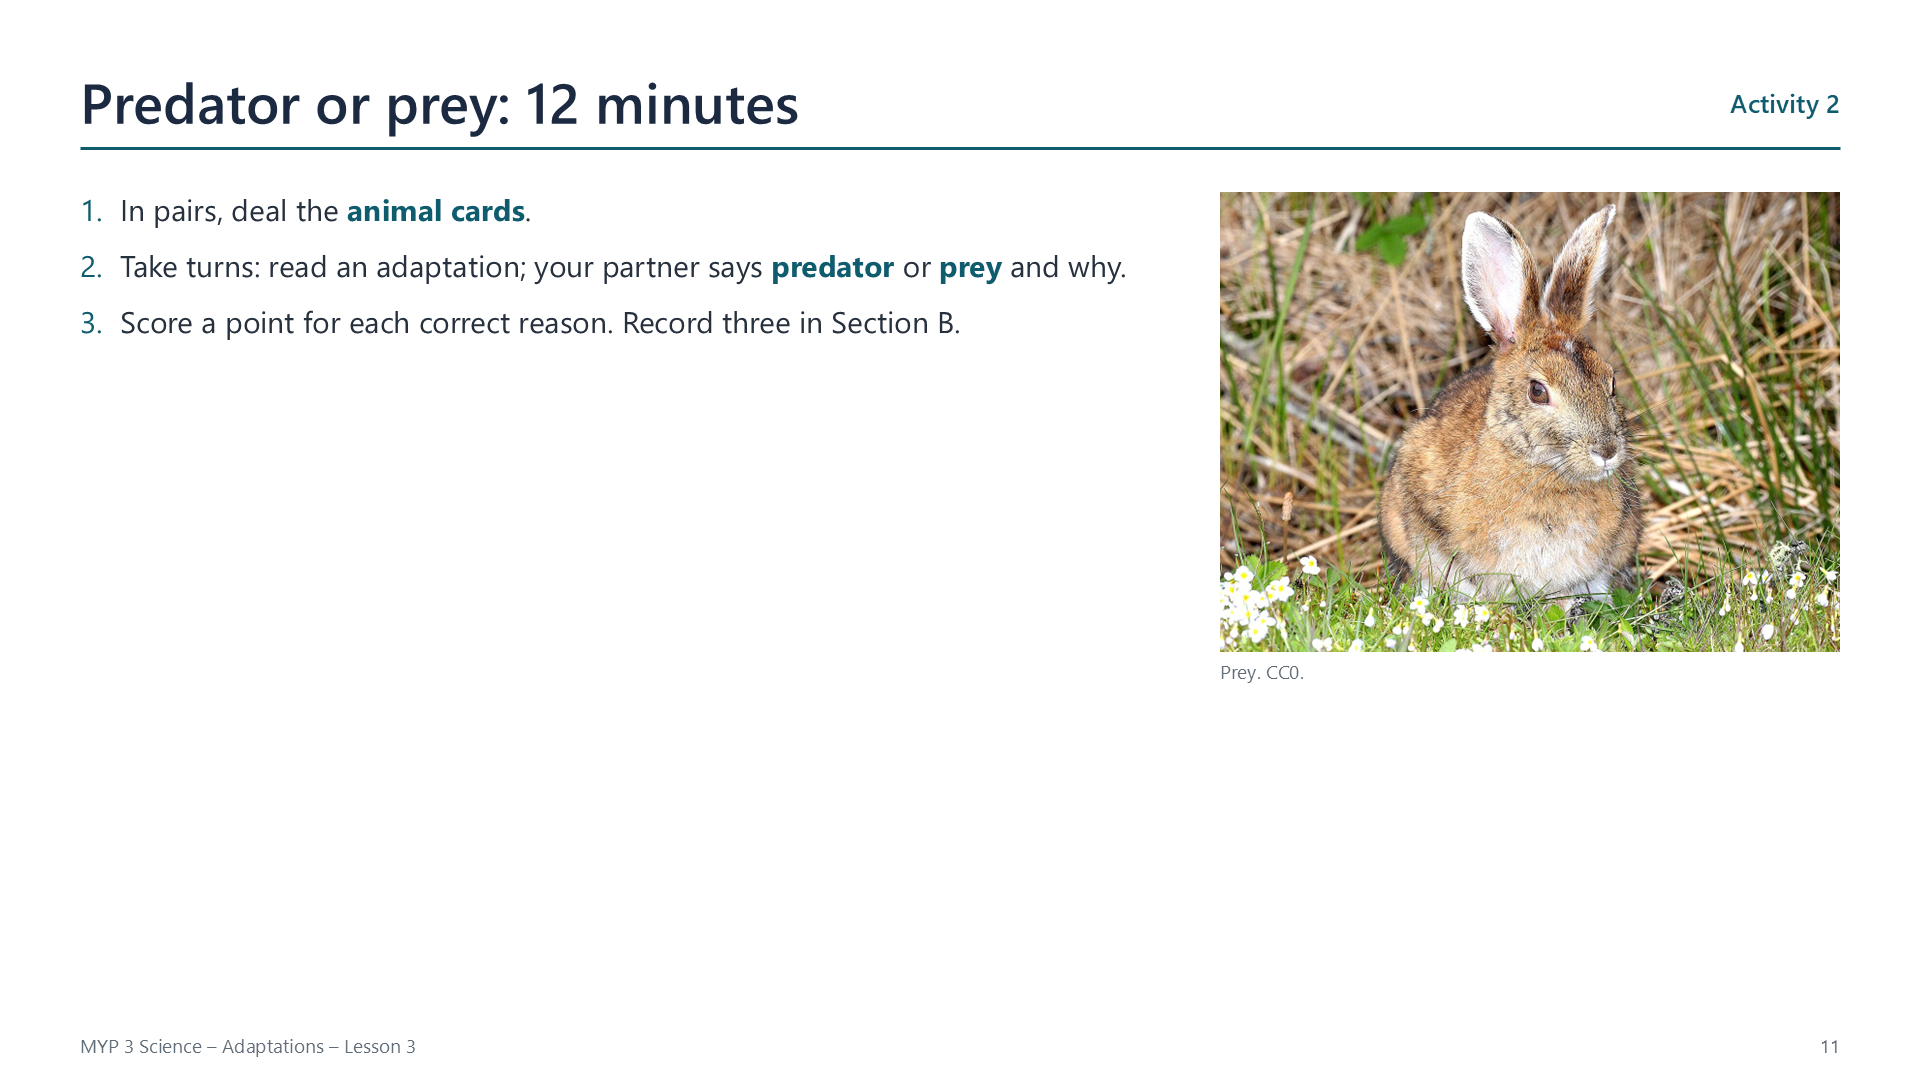 Predator or prey: 12 minutes
Activity 2
1. In pairs, deal the animal cards.
2. Take turns: read an adaptation; your partner says predator or prey and why.
3. Score a point for each correct reason. Record three in Section B.
Prey. CC0.
MYP 3 Science – Adaptations – Lesson 3
11